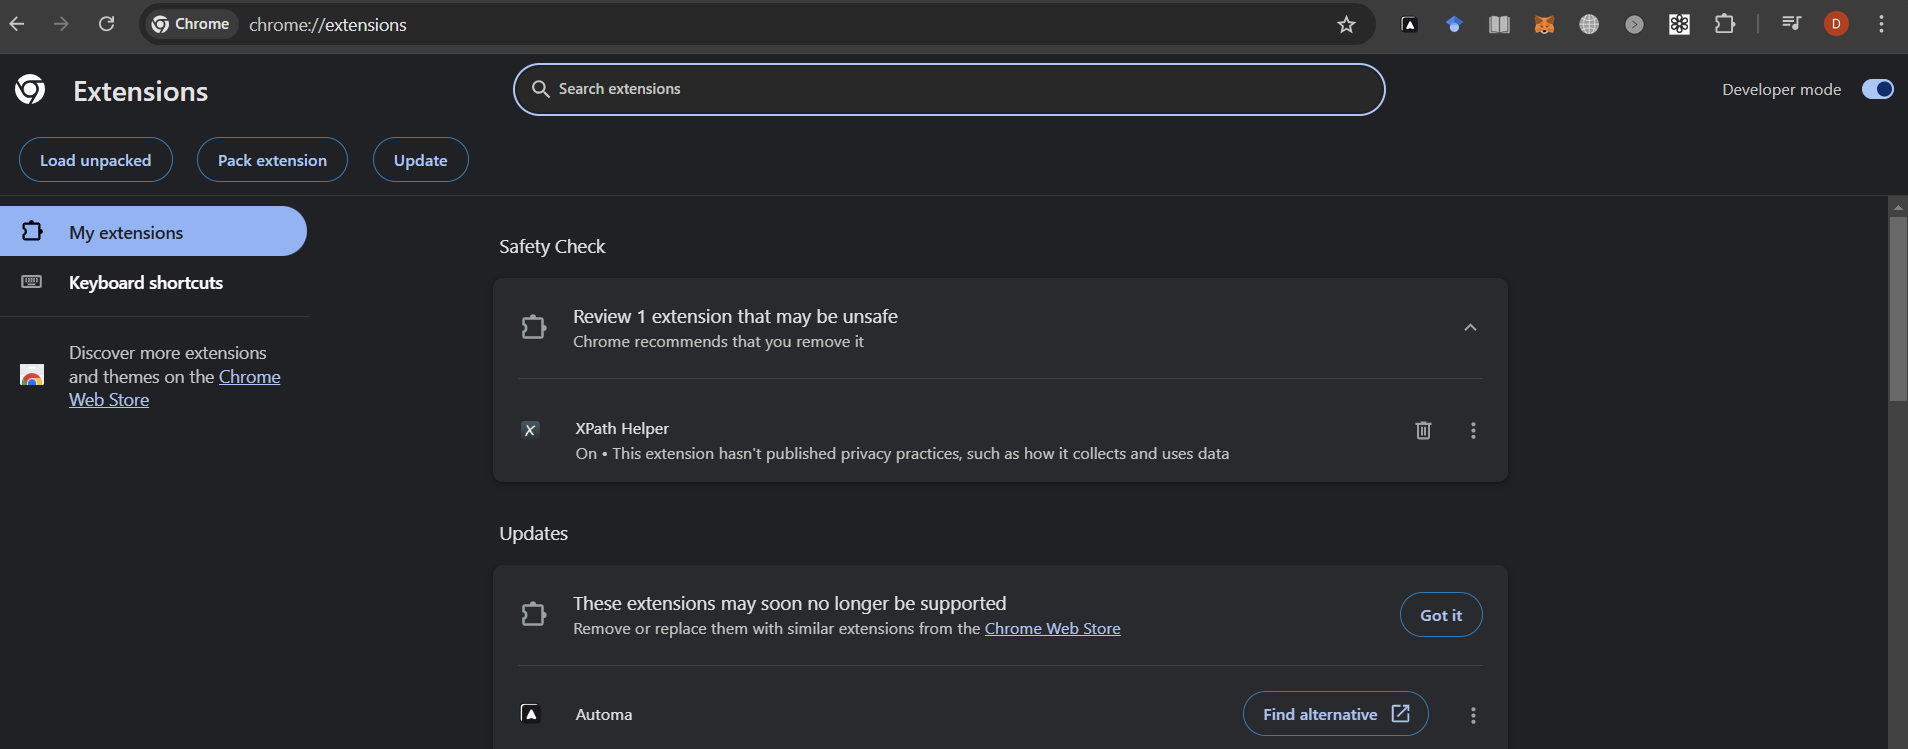 Chrome
chrome://extensions
D
Extensions
Search extensions
Developer mode
Load unpacked
Pack extension
Update
My extensions
Keyboard shortcuts
Discover more extensions
and themes on the Chrome
Web Store
Safety Check
Review 1 extension that may be unsafe
Chrome recommends that you remove it
XPath Helper
On • This extension hasn't published privacy practices, such as how it collects and uses data
Updates
These extensions may soon no longer be supported
Remove or replace them with similar extensions from the Chrome Web Store
Got it
Automa
Find alternative